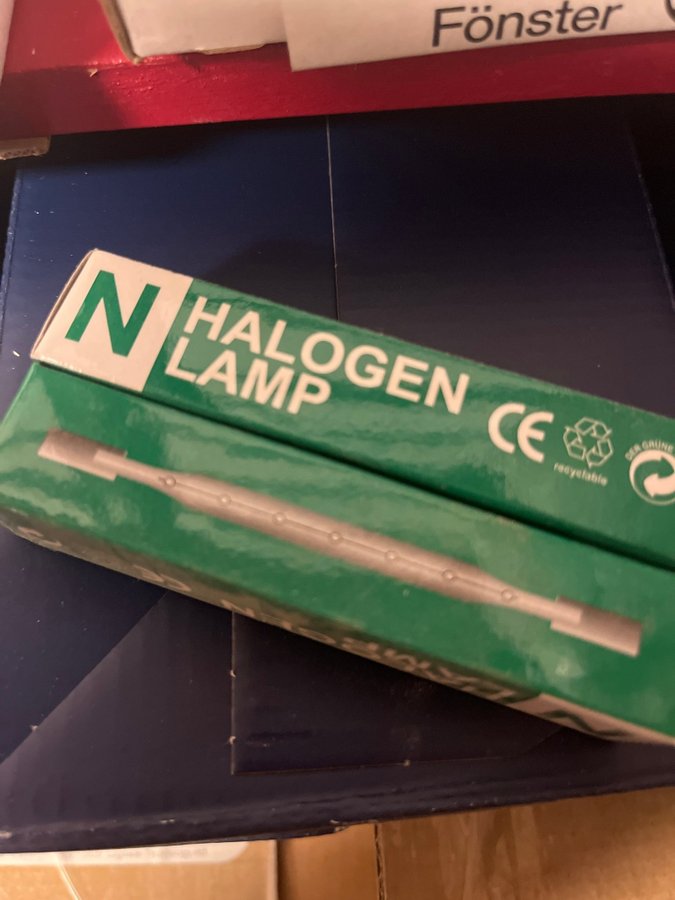 Fönster
N
HALOGEN
LAMP
CE
recyclable
DER GRÜNE